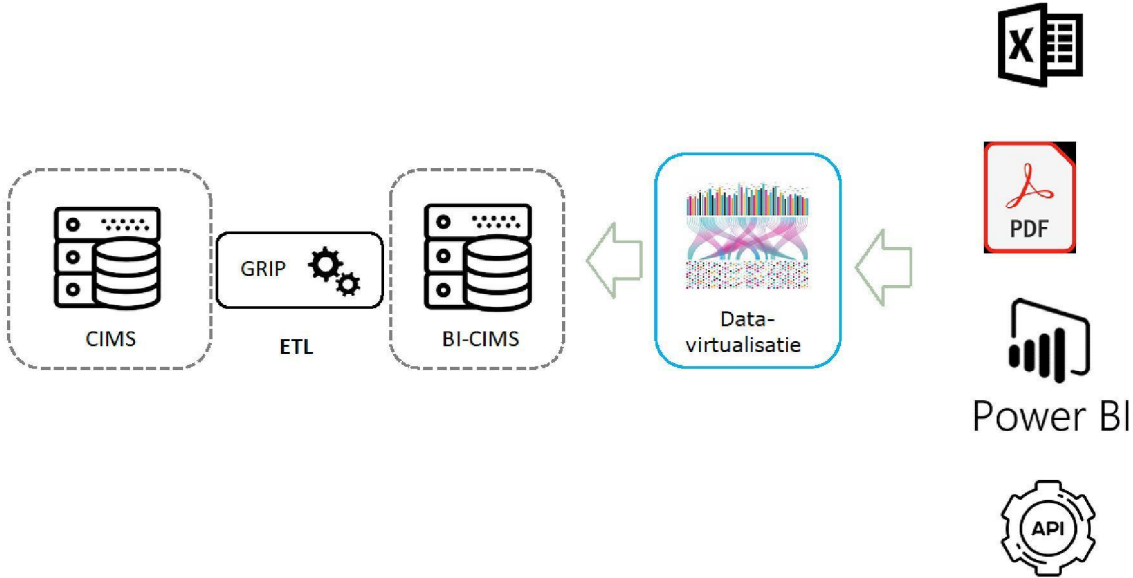 X
PDF
GRIP
CIMS
ETL
BI-CIMS
Data-
virtualisatie
Power BI
API